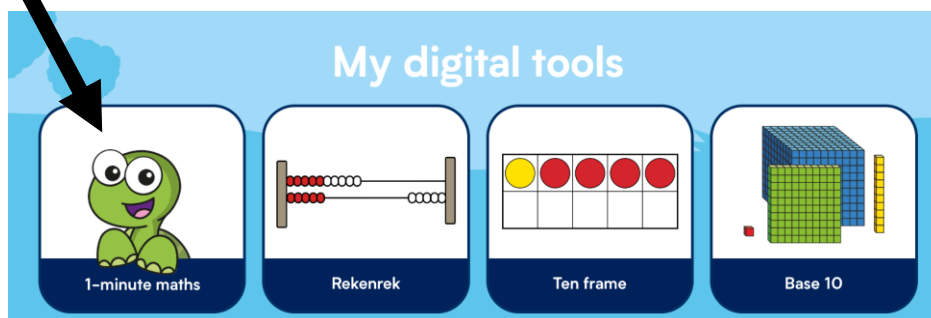 My digital tools
1-minute maths
Rekenrek
Ten frame
Base 10